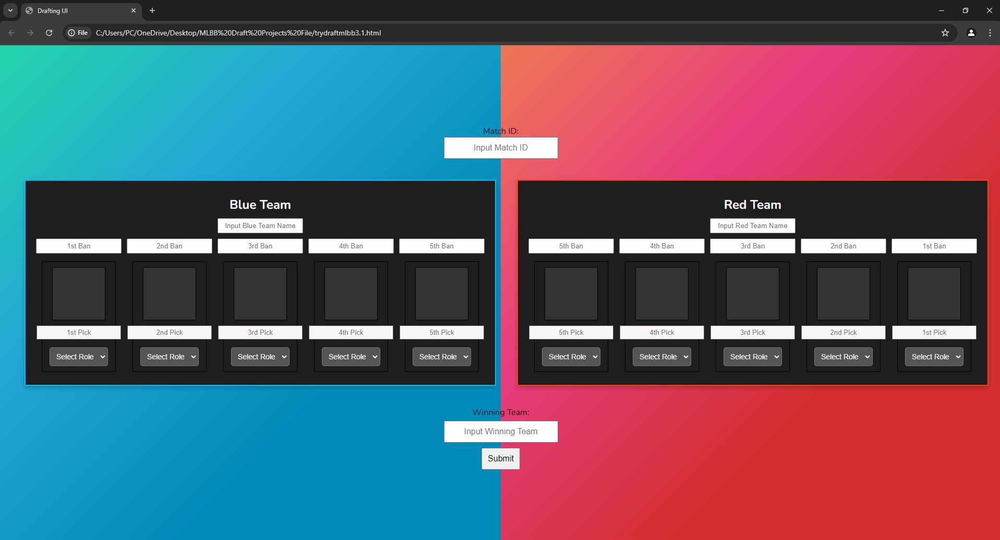 Drafting UI
File C:/Users/PC/OneDrive/Desktop/MLBB%20Draft%20Projects%20File/trydraftmlbb3.1.html
Match ID:
Input Match ID
Blue Team
Input Blue Team Name
1st Ban 2nd Ban 3rd Ban 4th Ban 5th Ban
1st Pick 2nd Pick 3rd Pick 4th Pick 5th Pick
Select Role Select Role Select Role Select Role Select Role
Red Team
Input Red Team Name
5th Ban 4th Ban 3rd Ban 2nd Ban 1st Ban
5th Pick 4th Pick 3rd Pick 2nd Pick 1st Pick
Select Role Select Role Select Role Select Role Select Role
Winning Team:
Input Winning Team
Submit